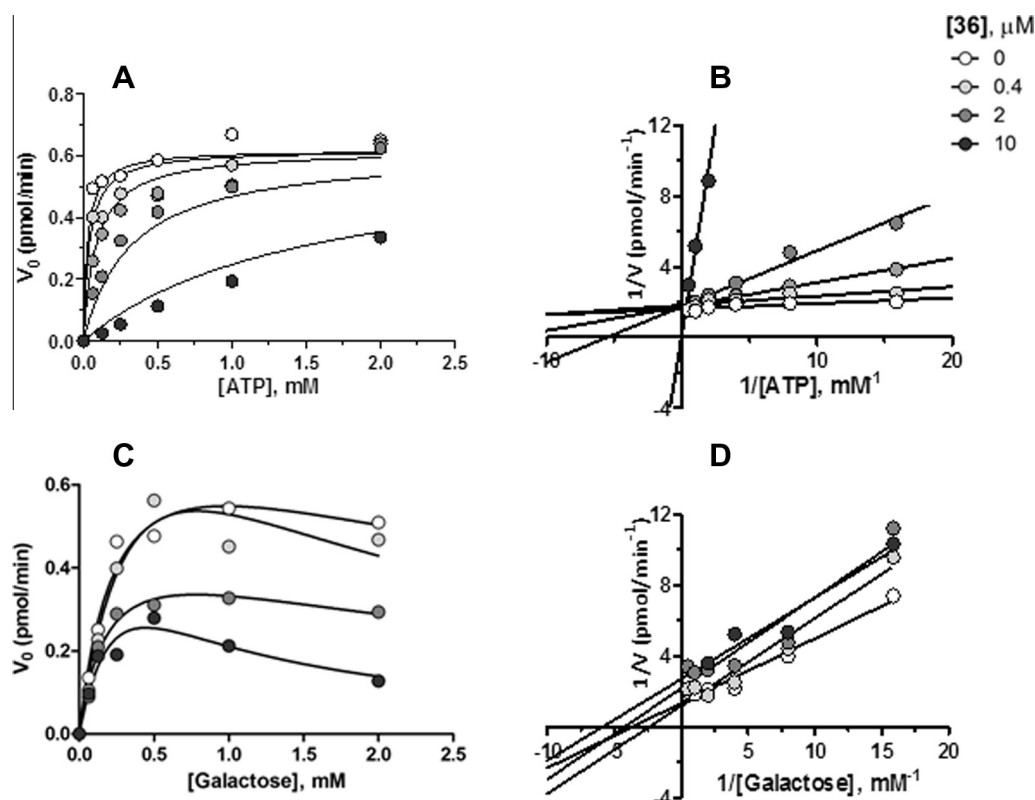 [36], µM
0
0.4
2
10
A
V0 (pmol/min)
0.8
0.6
0.4
0.2
0.0
0.0 0.5 1.0 1.5 2.0 2.5
[ATP], mM
B
1/V (pmol/min-1)
12
8
4
-4
-10 10 20
1/[ATP], mM-1
C
V0 (pmol/min)
0.6
0.4
0.2
0.0
0.0 0.5 1.0 1.5 2.0 2.5
[Galactose], mM
D
1/V (pmol/min-1)
12
8
4
-4
-10 -5 5 10 15 20
1/[Galactose], mM-1